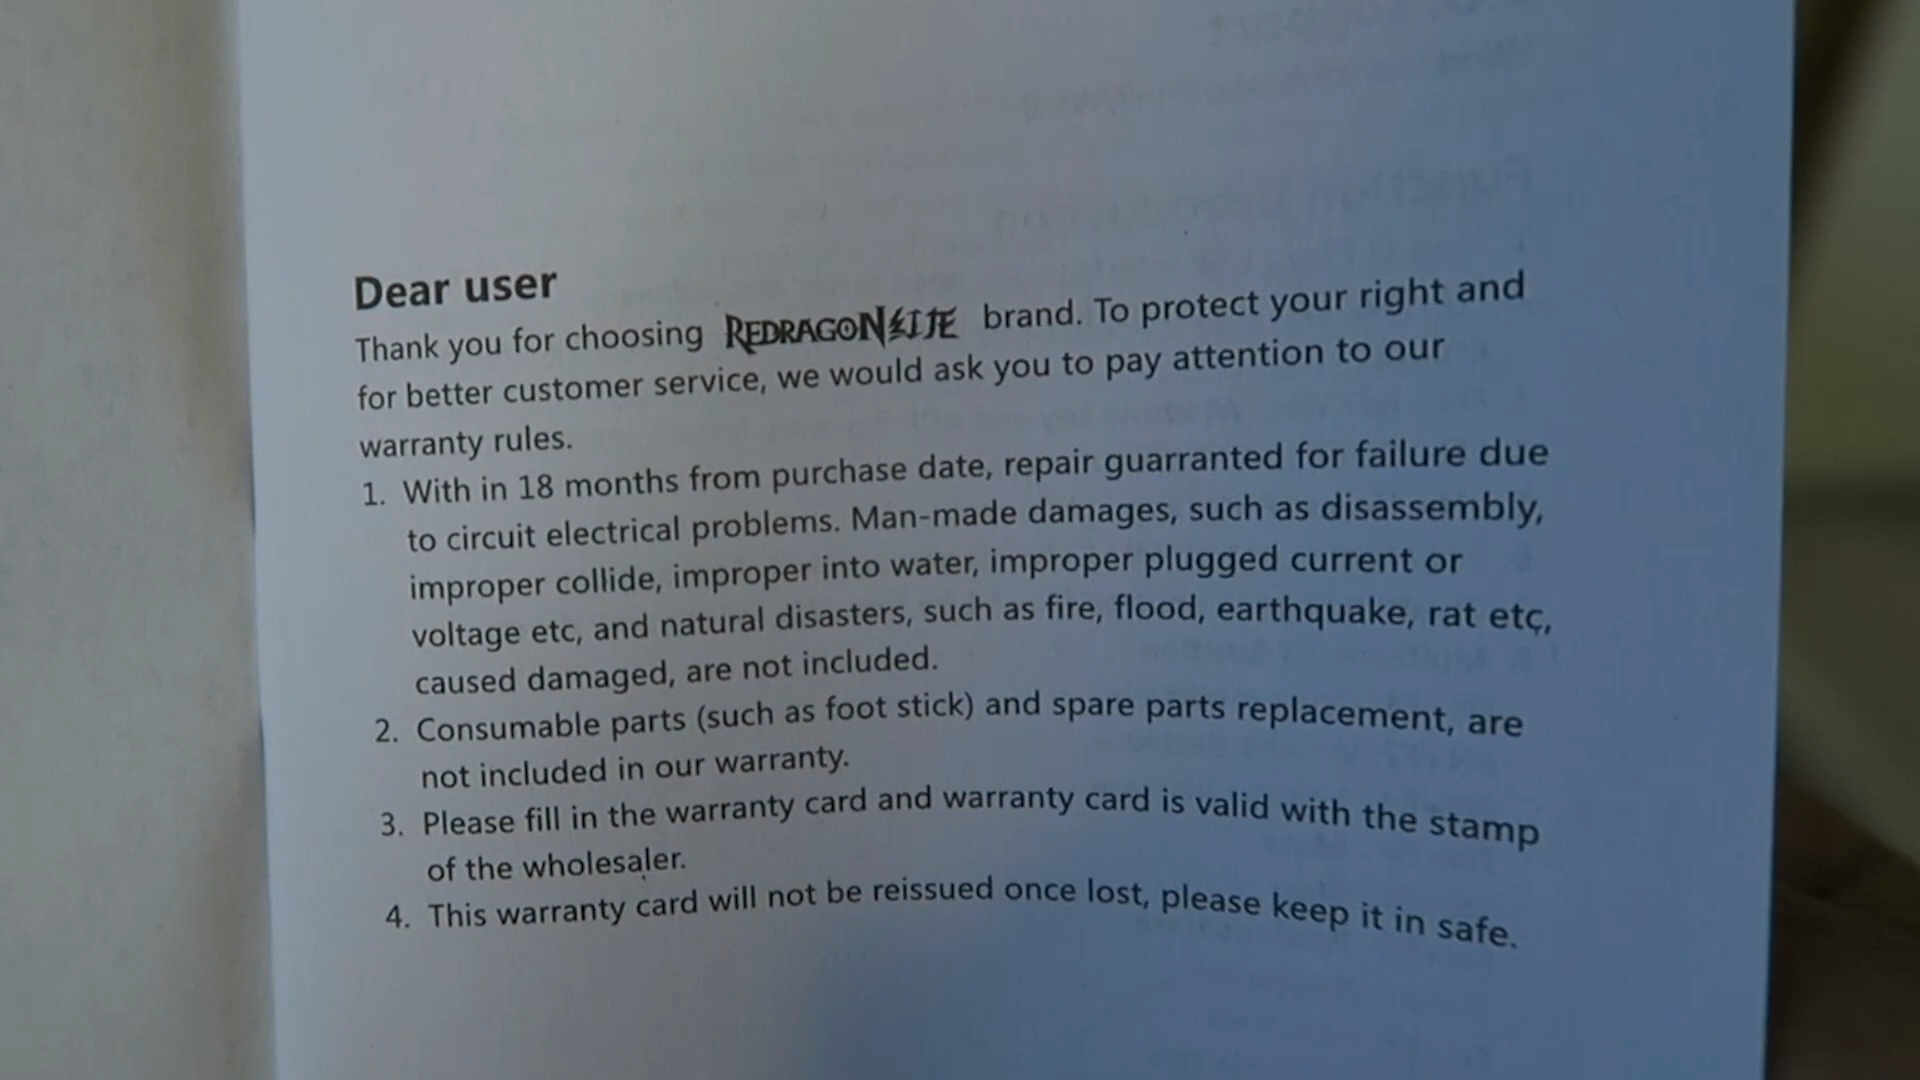 Dear user
Thank you for choosing REDRAGON红龙 brand. To protect your right and
for better customer service, we would ask you to pay attention to our
warranty rules.
1. With in 18 months from purchase date, repair guarranted for failure due
to circuit electrical problems. Man-made damages, such as disassembly,
improper collide, improper into water, improper plugged current or
voltage etc, and natural disasters, such as fire, flood, earthquake, rat etc,
caused damaged, are not included.
2. Consumable parts (such as foot stick) and spare parts replacement, are
not included in our warranty.
3. Please fill in the warranty card and warranty card is valid with the stamp
of the wholesaler.
4. This warranty card will not be reissued once lost, please keep it in safe.